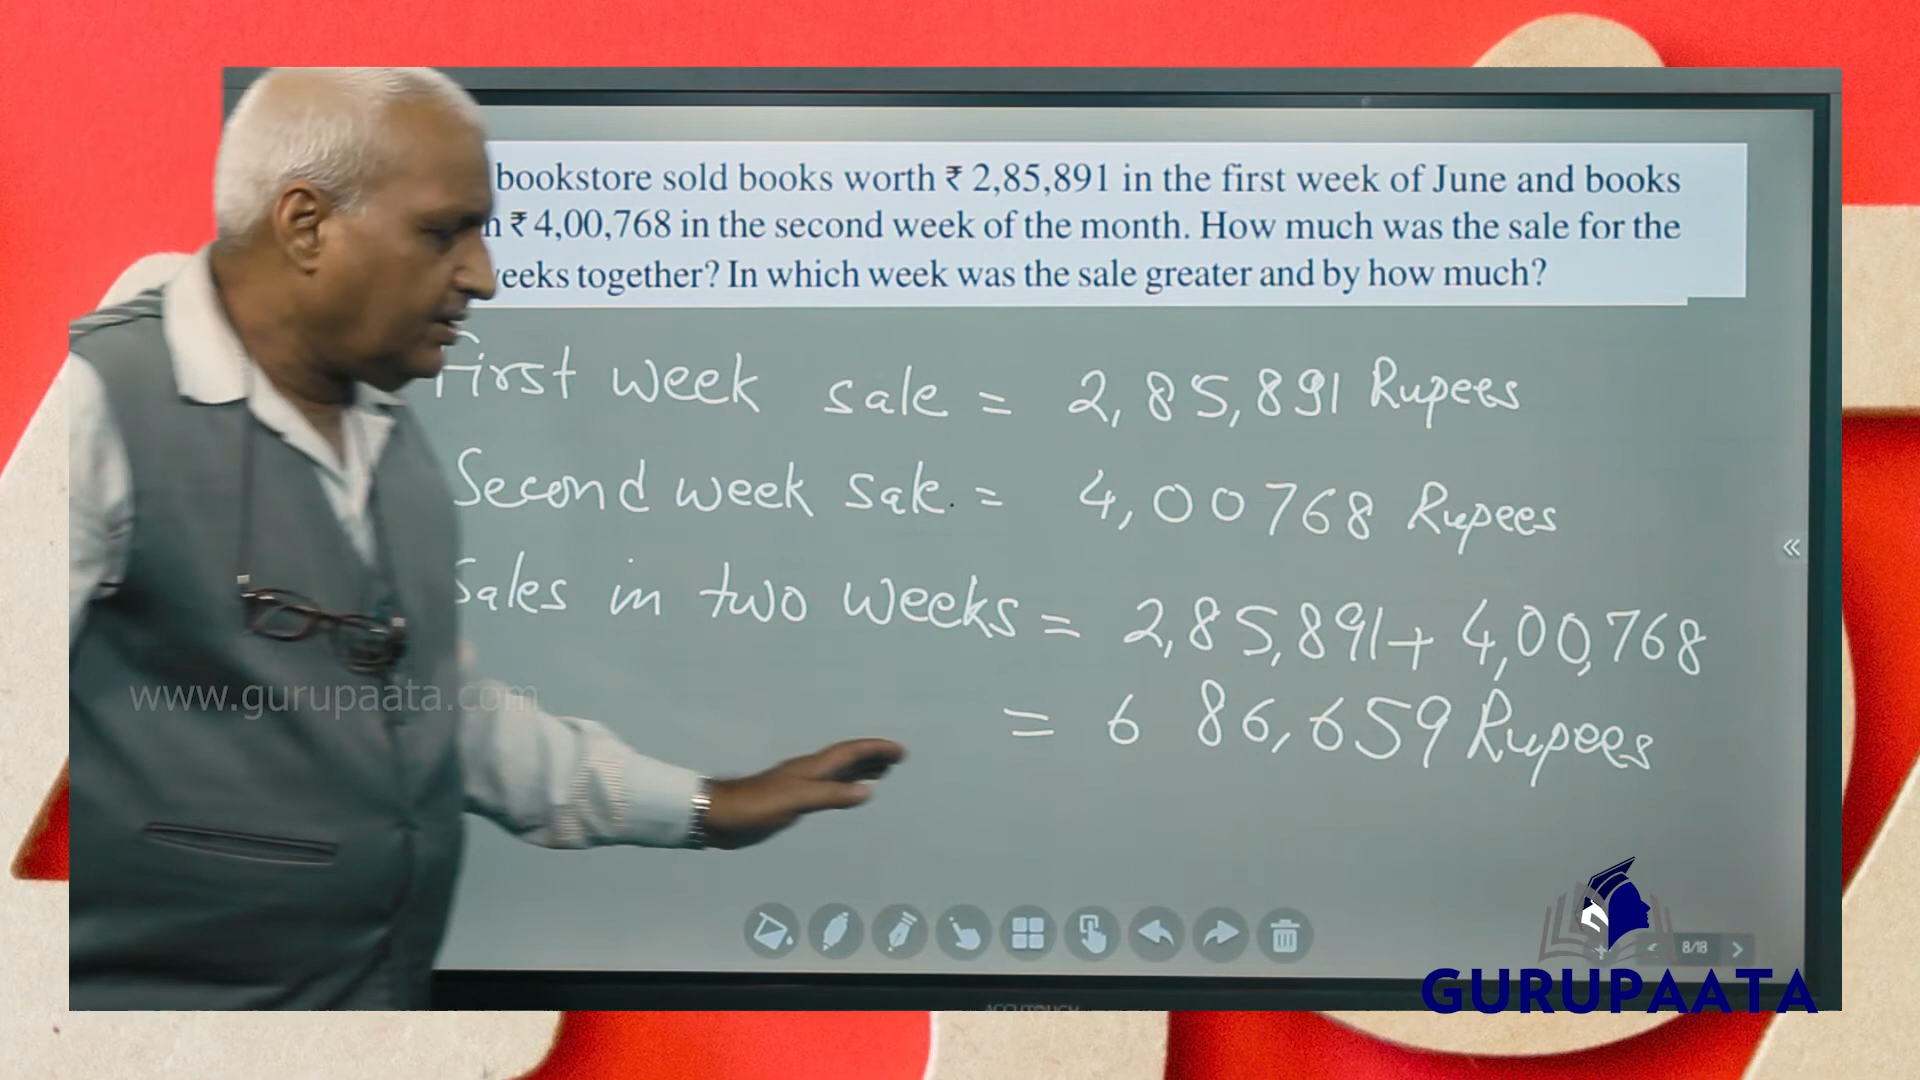 bookstore sold books worth ₹ 2,85,891 in the first week of June and books
₹ 4,00,768 in the second week of the month. How much was the sale for the
eeks together? In which week was the sale greater and by how much?
First week sale = 2,85,891 Rupees
Second week sale. = 4,00768 Rupees
Sales in two weeks = 2,85,891+ 4,00,768
= 6 86,659 Rupees
www.gurupaata.com
8/18
GURUPAATA
ACCUTOUCH